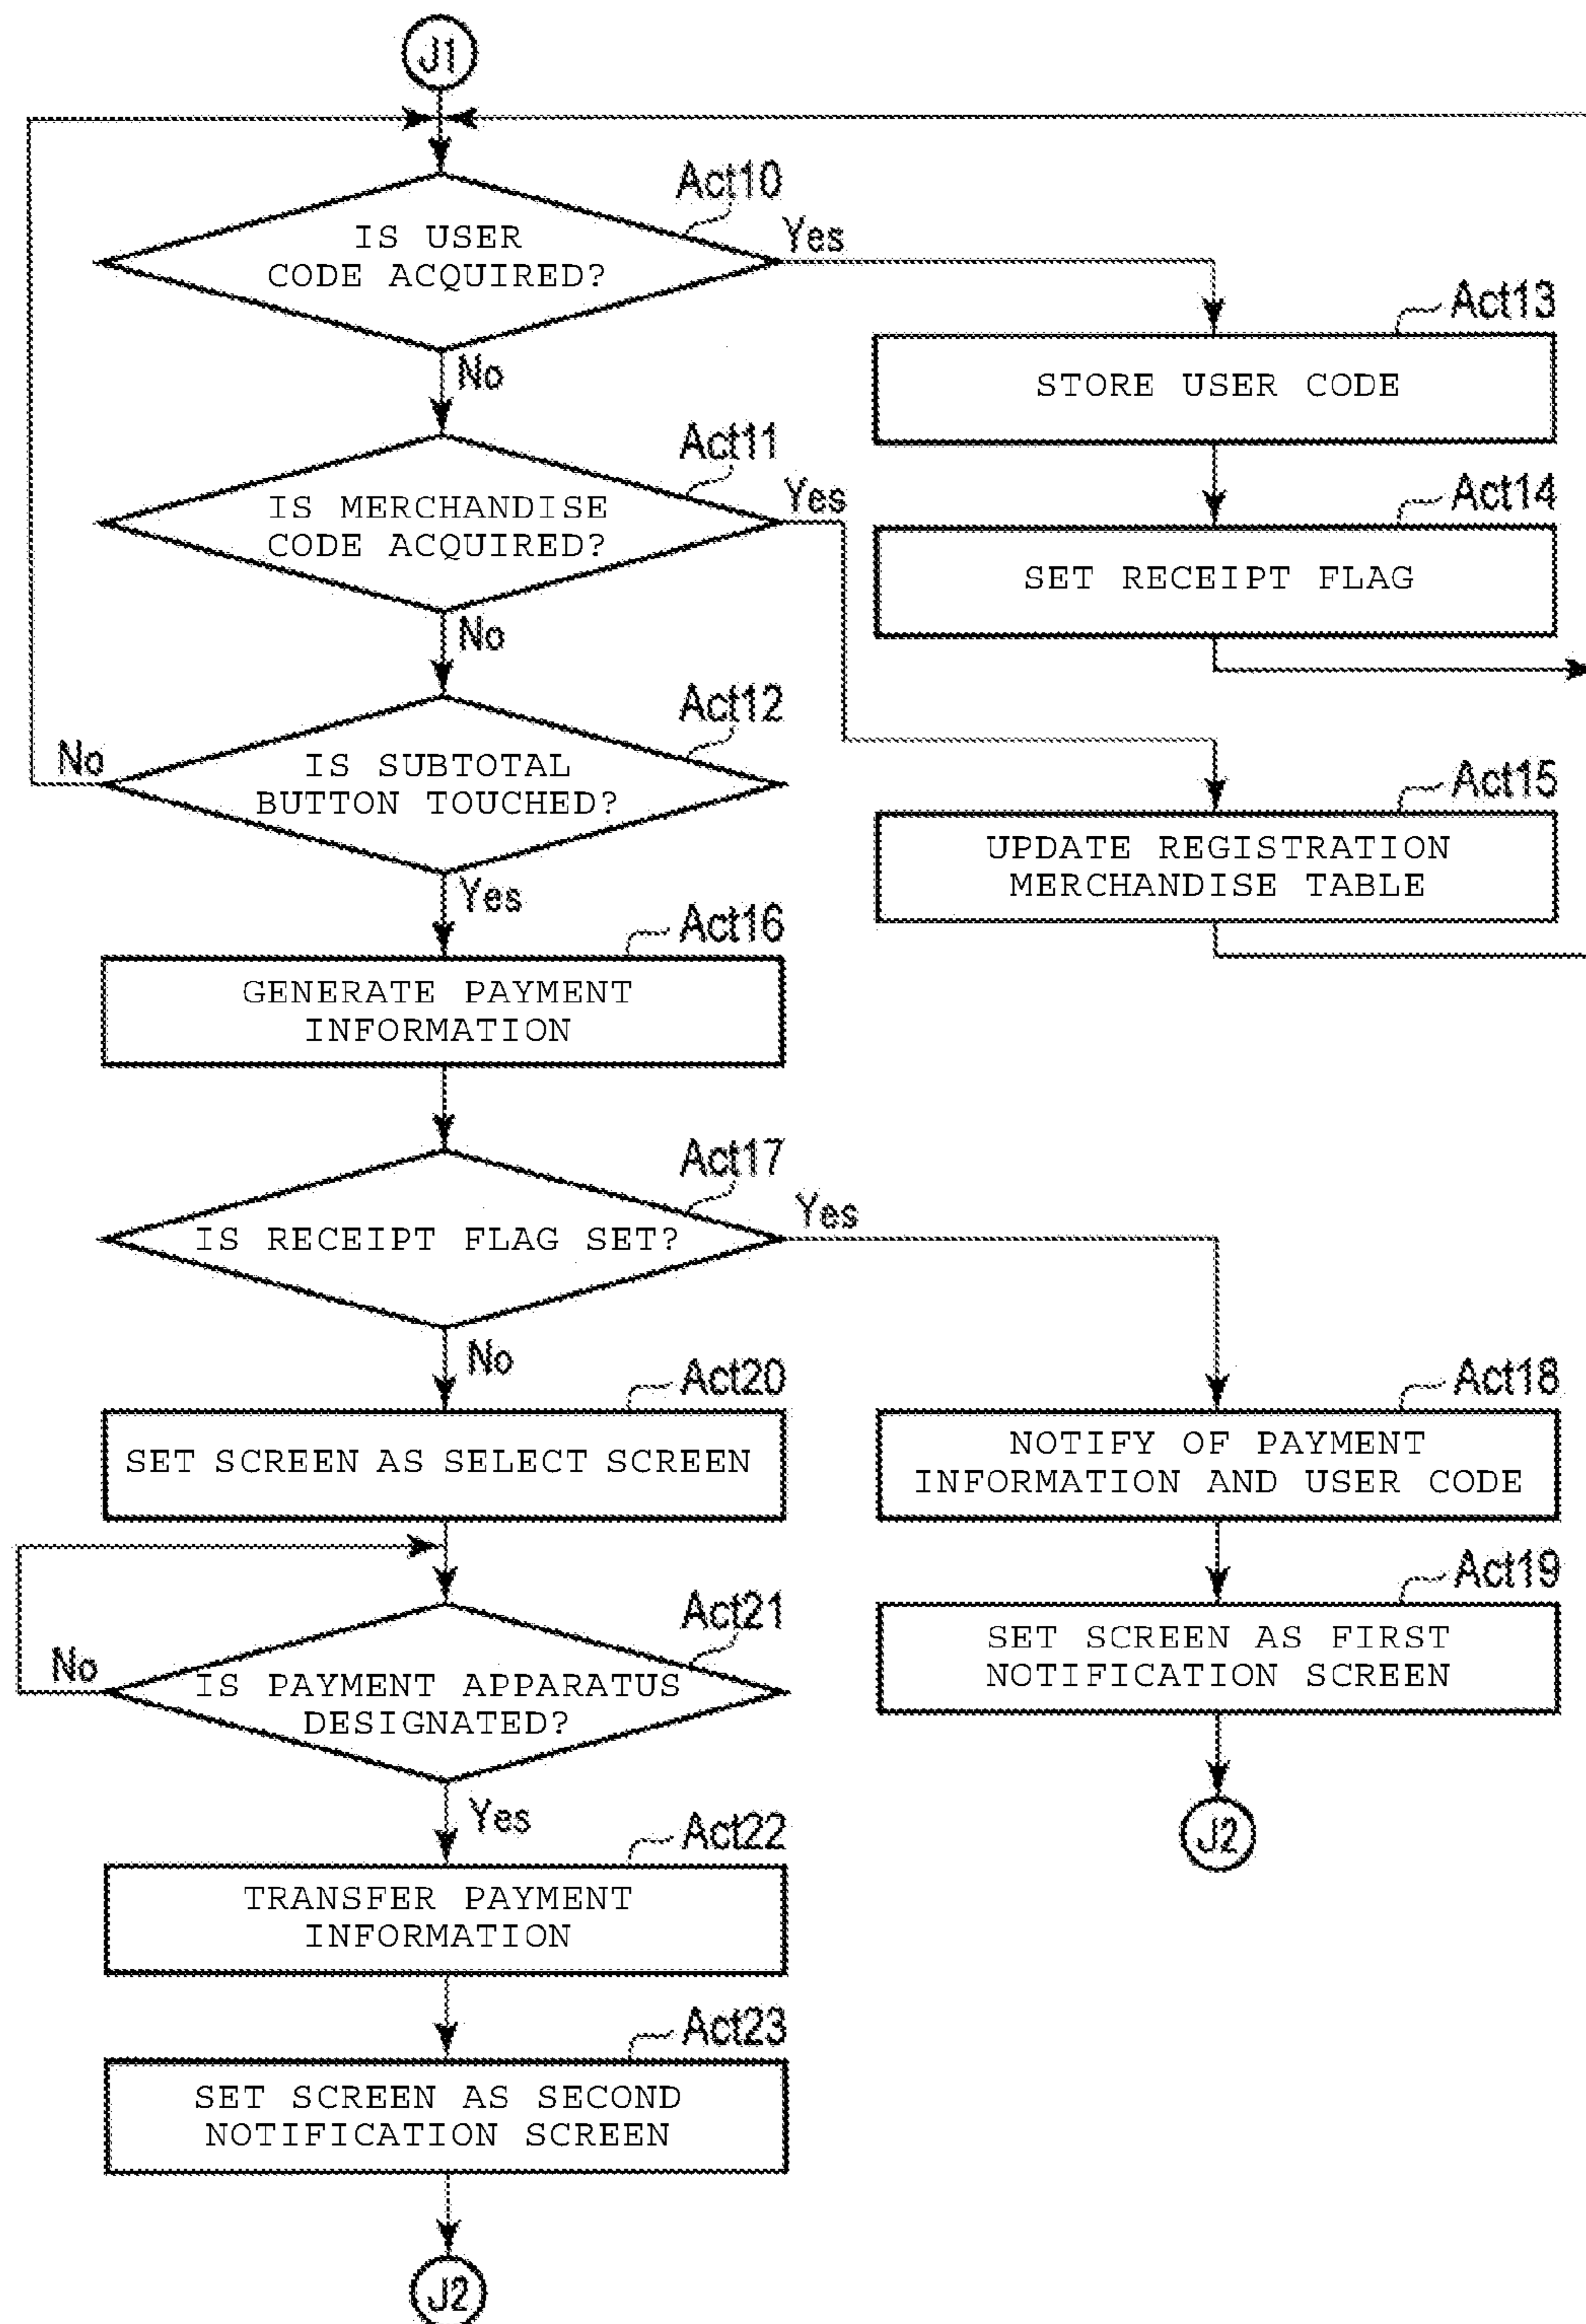 J1
Act10
IS USER
CODE ACQUIRED?
Yes
No
Act13
STORE USER CODE
Act11
IS MERCHANDISE
CODE ACQUIRED?
Yes
No
Act14
SET RECEIPT FLAG
Act12
IS SUBTOTAL
BUTTON TOUCHED?
No
Yes
Act15
UPDATE REGISTRATION
MERCHANDISE TABLE
Act16
GENERATE PAYMENT
INFORMATION
Act17
IS RECEIPT FLAG SET?
Yes
No
Act20
SET SCREEN AS SELECT SCREEN
Act18
NOTIFY OF PAYMENT
INFORMATION AND USER CODE
Act21
IS PAYMENT APPARATUS
DESIGNATED?
No
Yes
Act19
SET SCREEN AS FIRST
NOTIFICATION SCREEN
J2
Act22
TRANSFER PAYMENT
INFORMATION
Act23
SET SCREEN AS SECOND
NOTIFICATION SCREEN
J2